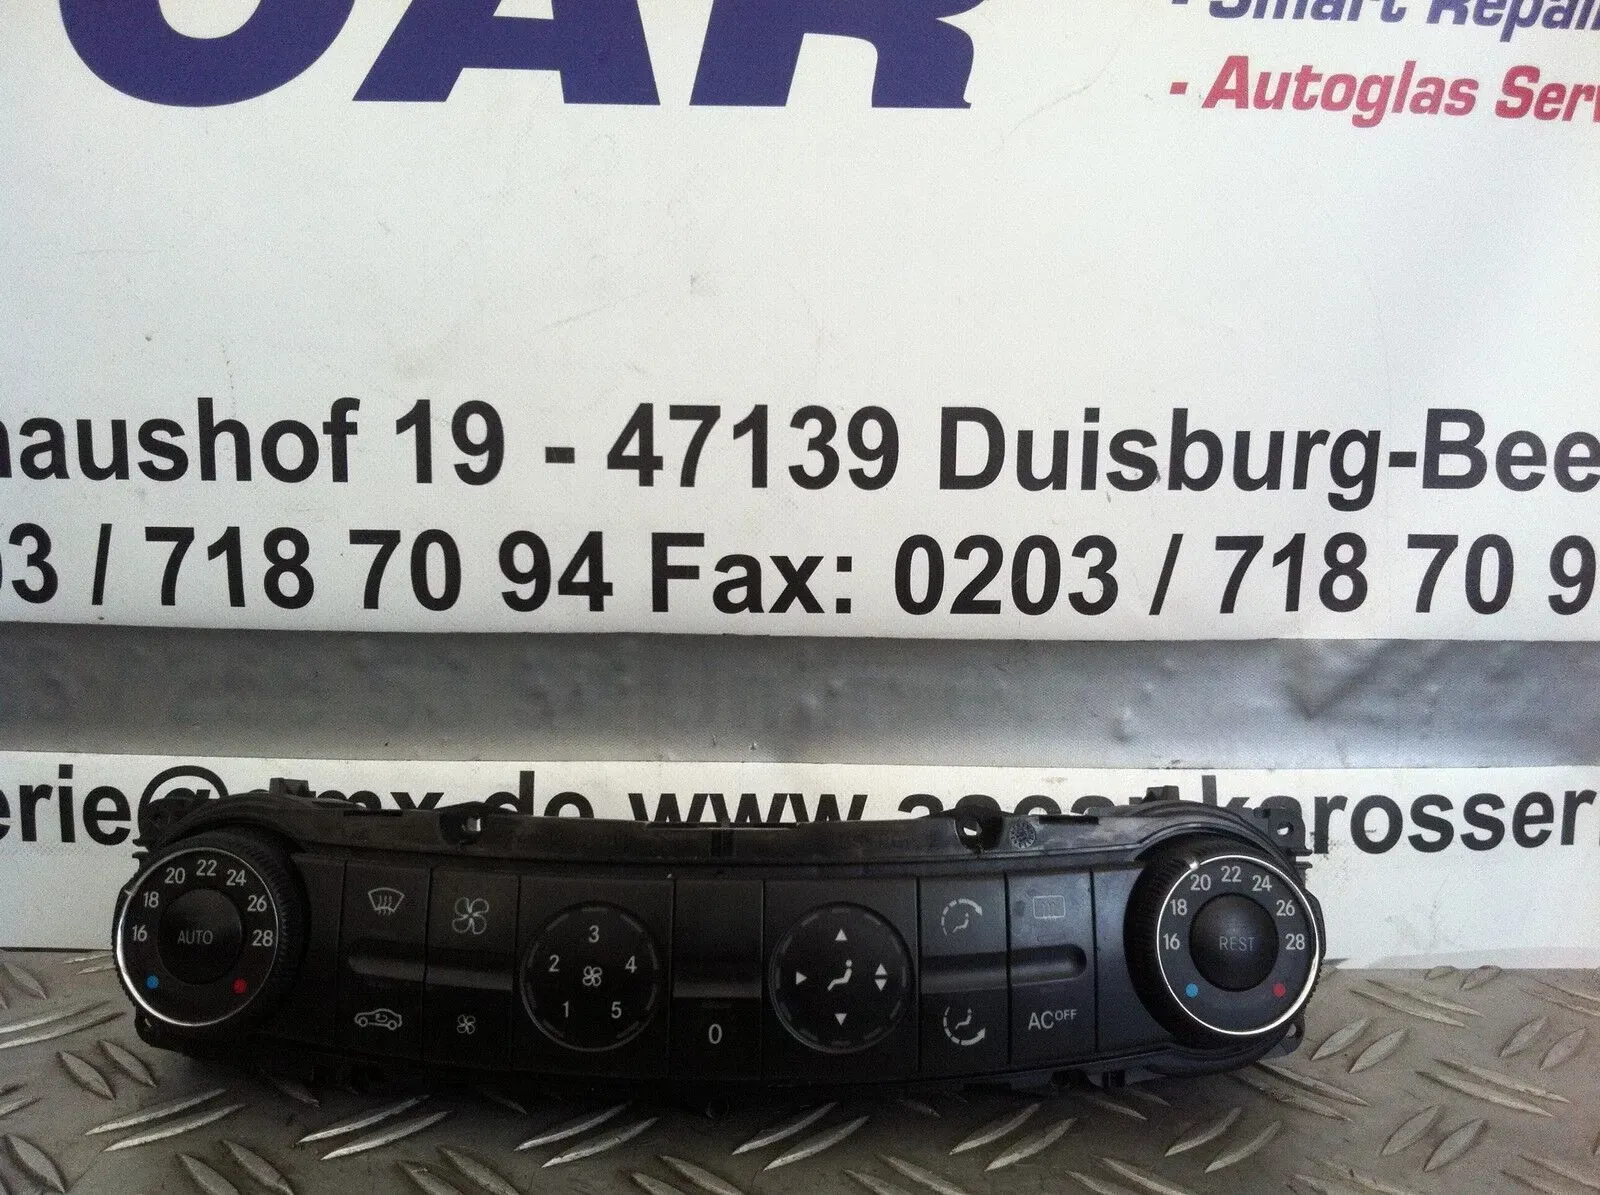 CAR
- Smart Repair
- Autoglas Serv
haushof 19 - 47139 Duisburg-Bee
03 / 718 70 94 Fax: 0203 / 718 70 9
16 18 20 22 24 26 28
AUTO
1 2 3 4 5
0
AC OFF
16 18 20 22 24 26 28
REST